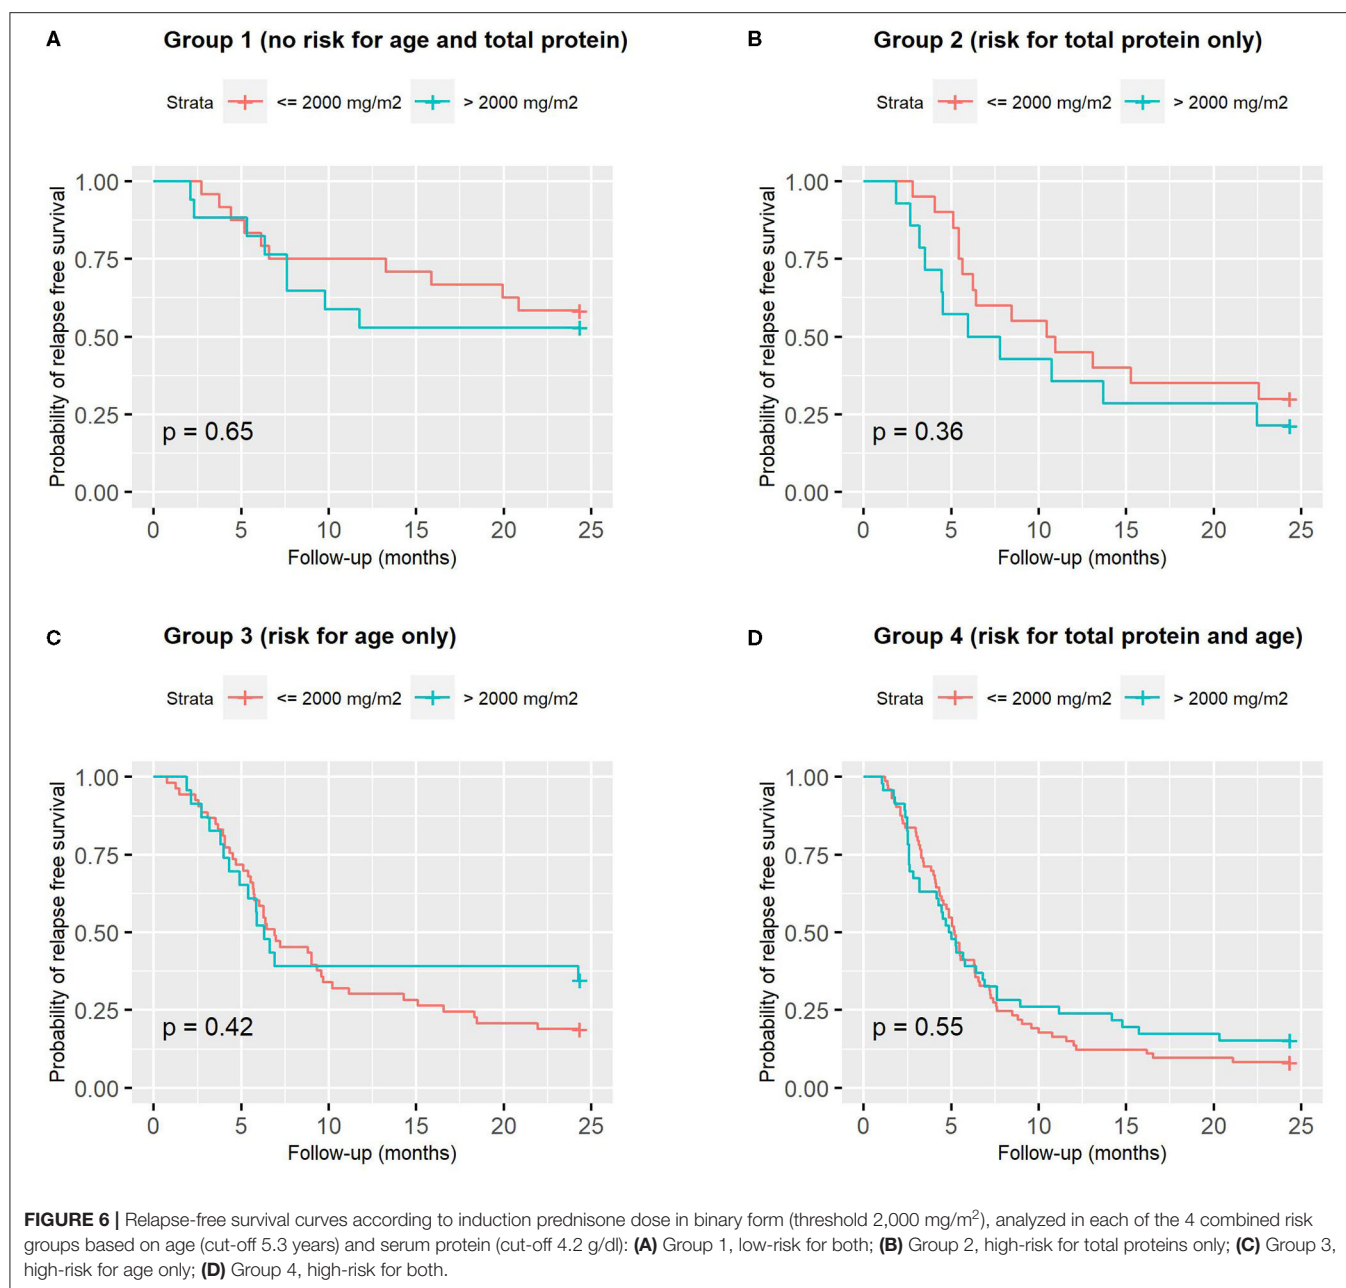 A Group 1 (no risk for age and total protein)
Strata <= 2000 mg/m2 > 2000 mg/m2
Probability of relapse free survival
1.00
0.75
0.50
0.25
0.00
p = 0.65
0 5 10 15 20 25
Follow-up (months)
B Group 2 (risk for total protein only)
Strata <= 2000 mg/m2 > 2000 mg/m2
Probability of relapse free survival
1.00
0.75
0.50
0.25
0.00
p = 0.36
0 5 10 15 20 25
Follow-up (months)
C Group 3 (risk for age only)
Strata <= 2000 mg/m2 > 2000 mg/m2
Probability of relapse free survival
1.00
0.75
0.50
0.25
0.00
p = 0.42
0 5 10 15 20 25
Follow-up (months)
D Group 4 (risk for total protein and age)
Strata <= 2000 mg/m2 > 2000 mg/m2
Probability of relapse free survival
1.00
0.75
0.50
0.25
0.00
p = 0.55
0 5 10 15 20 25
Follow-up (months)
FIGURE 6 | Relapse-free survival curves according to induction prednisone dose in binary form (threshold 2,000 mg/m²), analyzed in each of the 4 combined risk
groups based on age (cut-off 5.3 years) and serum protein (cut-off 4.2 g/dl): (A) Group 1, low-risk for both; (B) Group 2, high-risk for total proteins only; (C) Group 3,
high-risk for age only; (D) Group 4, high-risk for both.